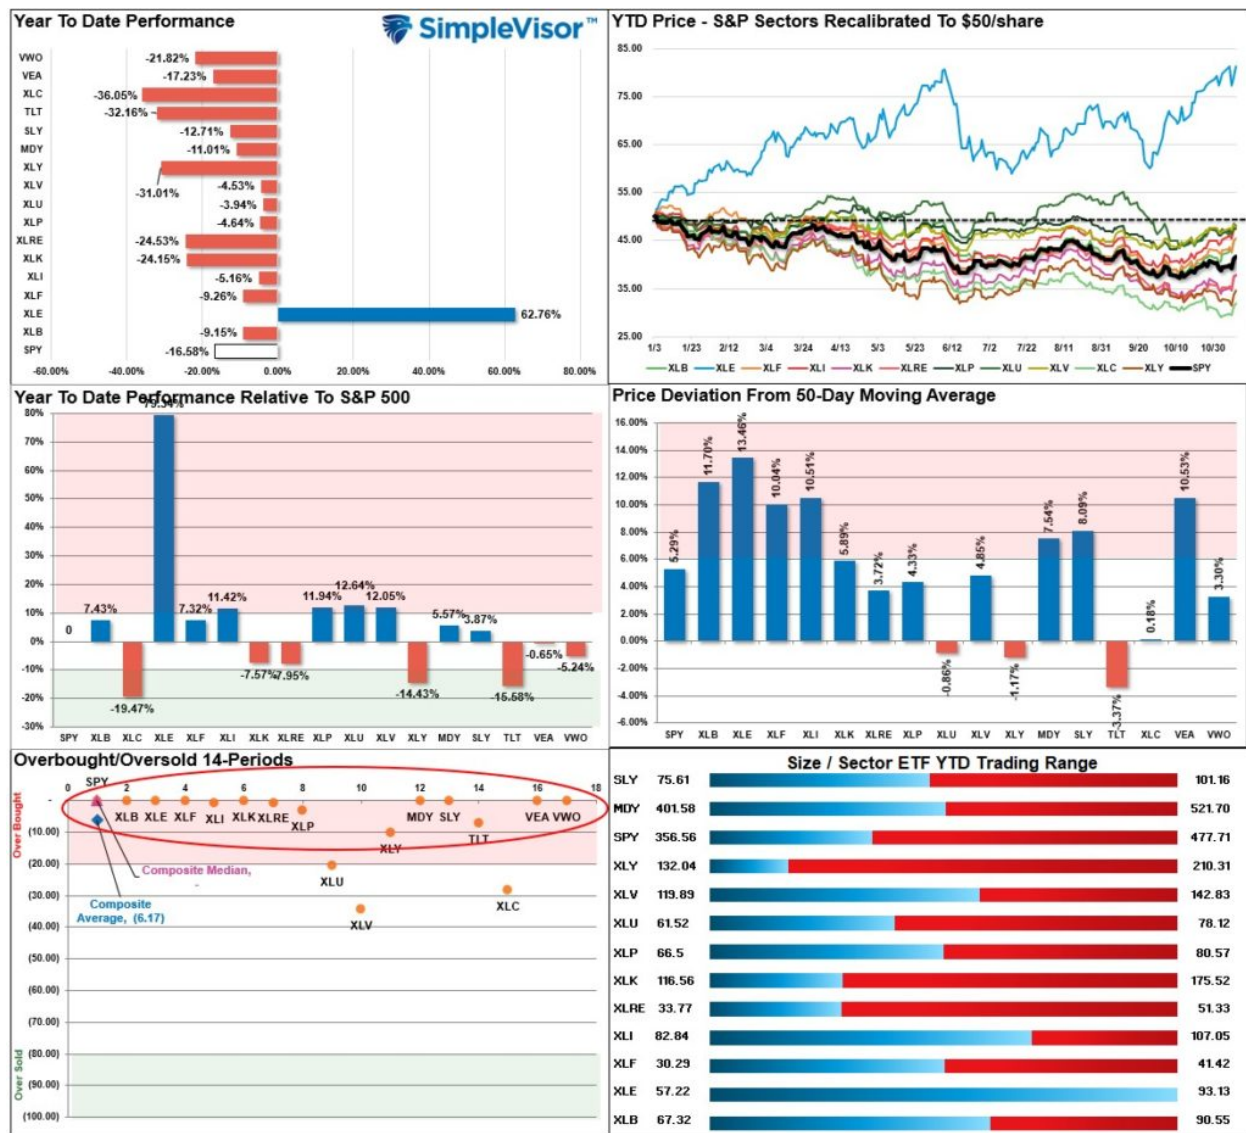 Year To Date Performance
SimpleVisor™
VWO -21.82%
VEA -17.23%
XLC -36.05%
TLT -32.16%
SLY -12.71%
MDY -11.01%
XLY -31.01%
XLV -4.53%
XLU -3.94%
XLP -4.64%
XLRE -24.53%
XLK -24.15%
XLI -5.16%
XLF -9.26%
XLE 62.76%
XLB -9.15%
SPY -16.58%
-60.00% -40.00% -20.00% 0.00% 20.00% 40.00% 60.00% 80.00%
YTD Price - S&P Sectors Recalibrated To $50/share
85.00
75.00
65.00
55.00
45.00
35.00
25.00
1/3 1/23 2/12 3/4 3/24 4/13 5/3 5/23 6/12 7/2 7/22 8/11 8/31 9/20 10/10 10/30
XLB XLE XLF XLI XLK XLRE XLP XLU XLV XLC XLY SPY
Year To Date Performance Relative To S&P 500
80%
70%
60%
50%
40%
30%
20%
10%
0%
-10%
-20%
-30%
0 7.43% -19.47% 79.34% 7.32% 11.42% -7.57% -7.95% 11.94% 12.64% 12.05% -14.43% 5.57% 3.87% -15.58% -0.65% -5.24%
SPY XLB XLC XLE XLF XLI XLK XLRE XLP XLU XLV XLY MDY SLY TLT VEA VWO
Price Deviation From 50-Day Moving Average
16.00%
14.00%
12.00%
10.00%
8.00%
6.00%
4.00%
2.00%
0.00%
-2.00%
-4.00%
-6.00%
5.29% 11.70% 13.46% 10.04% 10.51% 5.89% 3.72% 4.33% -0.86% 4.85% -1.17% 7.54% 8.09% -3.37% 0.18% 10.53% 3.30%
SPY XLB XLE XLF XLI XLK XLRE XLP XLU XLV XLY MDY SLY TLT XLC VEA VWO
Overbought/Oversold 14-Periods
SPY
0 2 4 6 8 10 12 14 16 18
-
(10.00)
(20.00)
(30.00)
(40.00)
(50.00)
(60.00)
(70.00)
(80.00)
(90.00)
(100.00)
Over Bought
Over Sold
XLB XLE XLF XLI XLK XLRE XLP MDY SLY VEA VWO
XLY TLT
XLU
XLC
XLV
Composite Median,
-
Composite
Average, (6.17)
Size / Sector ETF YTD Trading Range
SLY 75.61 101.16
MDY 401.58 521.70
SPY 356.56 477.71
XLY 132.04 210.31
XLV 119.89 142.83
XLU 61.52 78.12
XLP 66.5 80.57
XLK 116.56 175.52
XLRE 33.77 51.33
XLI 82.84 107.05
XLF 30.29 41.42
XLE 57.22 93.13
XLB 67.32 90.55